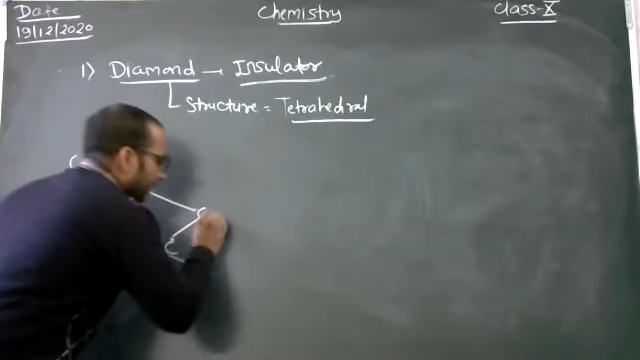 Date
19/12/2020
Chemistry
Class-X
1) Diamond → Insulator
Structure = Tetrahedral
C
C
C